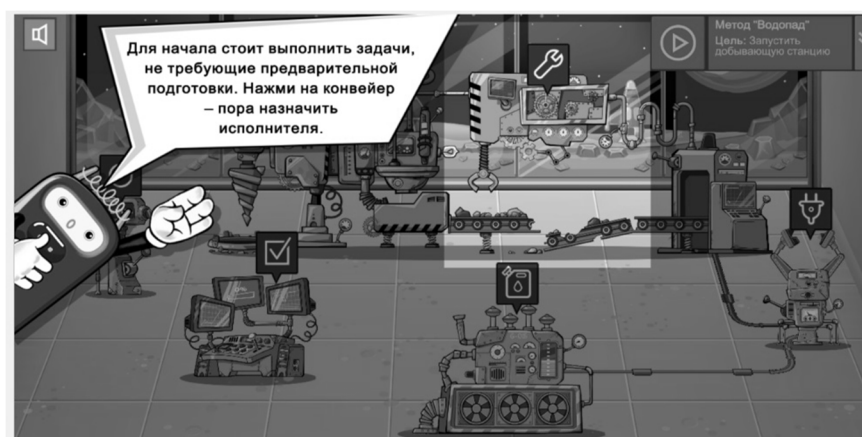 Для начала стоит выполнить задачи,
не требующие предварительной
подготовки. Нажми на конвейер
– пора назначить
исполнителя.
Метод "Водопад"
Цель: Запустить
добывающую станцию